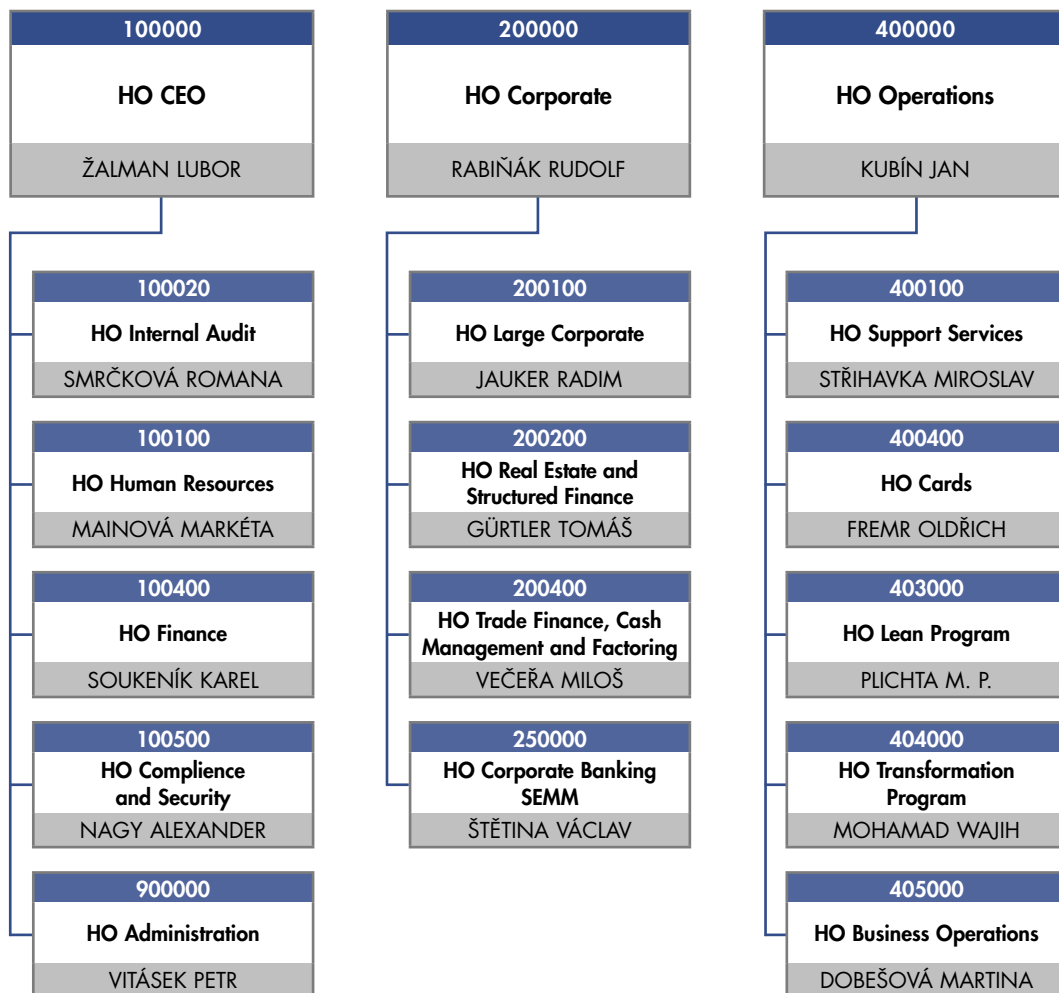 100000
HO CEO
ŽALMAN LUBOR
100020
HO Internal Audit
SMRČKOVÁ ROMANA
100100
HO Human Resources
MAINOVÁ MARKÉTA
100400
HO Finance
SOUKENÍK KAREL
100500
HO Complience
and Security
NAGY ALEXANDER
900000
HO Administration
VITÁSEK PETR
200000
HO Corporate
RABIŇÁK RUDOLF
200100
HO Large Corporate
JAUKER RADIM
200200
HO Real Estate and
Structured Finance
GÜRTLER TOMÁŠ
200400
HO Trade Finance, Cash
Management and Factoring
VEČEŘA MILOŠ
250000
HO Corporate Banking
SEMM
ŠTĚTINA VÁCLAV
400000
HO Operations
KUBÍN JAN
400100
HO Support Services
STŘIHAVKA MIROSLAV
400400
HO Cards
FREMR OLDŘICH
403000
HO Lean Program
PLICHTA M. P.
404000
HO Transformation
Program
MOHAMAD WAJIH
405000
HO Business Operations
DOBEŠOVÁ MARTINA